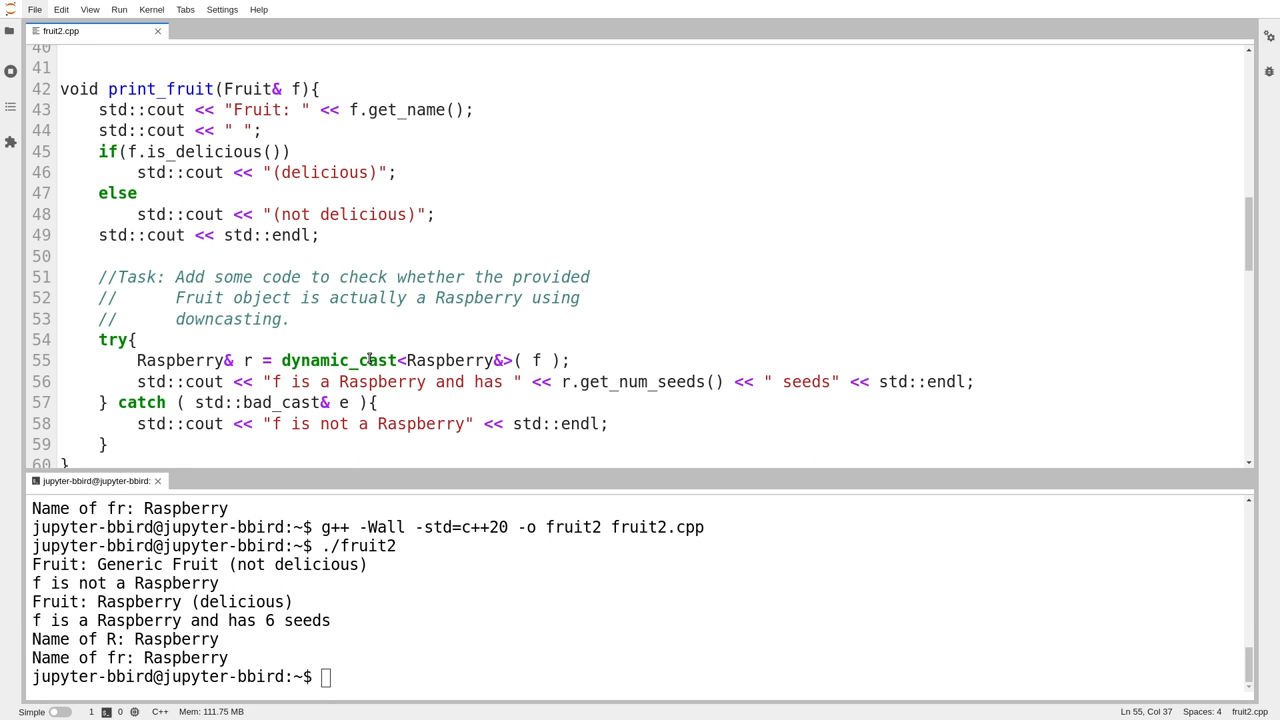 File Edit View Run Kernel Tabs Settings Help
fruit2.cpp
40
41
42 void print_fruit(Fruit& f){
43     std::cout << "Fruit: " << f.get_name();
44     std::cout << " ";
45     if(f.is_delicious())
46         std::cout << "(delicious)";
47     else
48         std::cout << "(not delicious)";
49     std::cout << std::endl;
50
51     //Task: Add some code to check whether the provided
52     //      Fruit object is actually a Raspberry using
53     //      downcasting.
54     try{
55         Raspberry& r = dynamic_cast<Raspberry&>( f );
56         std::cout << "f is a Raspberry and has " << r.get_num_seeds() << " seeds" << std::endl;
57     } catch ( std::bad_cast& e ){
58         std::cout << "f is not a Raspberry" << std::endl;
59     }
60 }
jupyter-bbird@jupyter-bbird:
Name of fr: Raspberry
jupyter-bbird@jupyter-bbird:~$ g++ -Wall -std=c++20 -o fruit2 fruit2.cpp
jupyter-bbird@jupyter-bbird:~$ ./fruit2
Fruit: Generic Fruit (not delicious)
f is not a Raspberry
Fruit: Raspberry (delicious)
f is a Raspberry and has 6 seeds
Name of R: Raspberry
Name of fr: Raspberry
jupyter-bbird@jupyter-bbird:~$
Simple 1 0 C++ Mem: 111.75 MB Ln 55, Col 37 Spaces: 4 fruit2.cpp